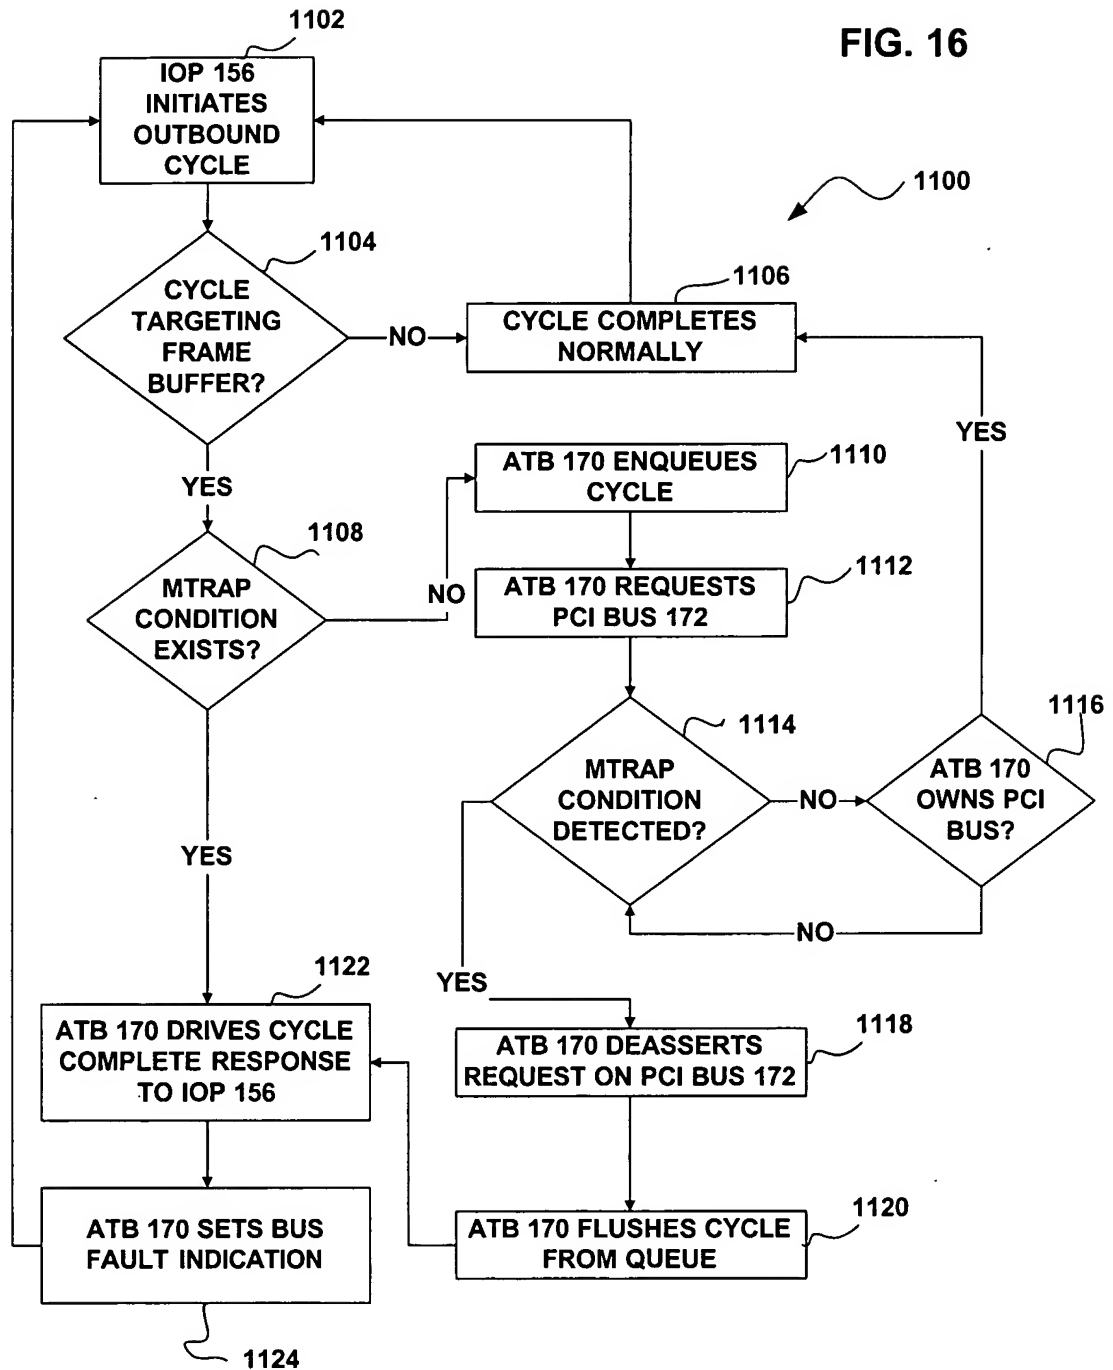 1102
FIG. 16
IOP 156
INITIATES
OUTBOUND
CYCLE
1100
1104
CYCLE
TARGETING
FRAME
BUFFER?
NO
1106
CYCLE COMPLETES
NORMALLY
YES
YES
1108
MTRAP
CONDITION
EXISTS?
NO
ATB 170 ENQUEUES
CYCLE
1110
ATB 170 REQUESTS
PCI BUS 172
1112
1114
MTRAP
CONDITION
DETECTED?
NO
1116
ATB 170
OWNS PCI
BUS?
NO
YES
YES
1122
ATB 170 DRIVES CYCLE
COMPLETE RESPONSE
TO IOP 156
ATB 170 DEASSERTS
REQUEST ON PCI BUS 172
1118
ATB 170 SETS BUS
FAULT INDICATION
1124
ATB 170 FLUSHES CYCLE
FROM QUEUE
1120